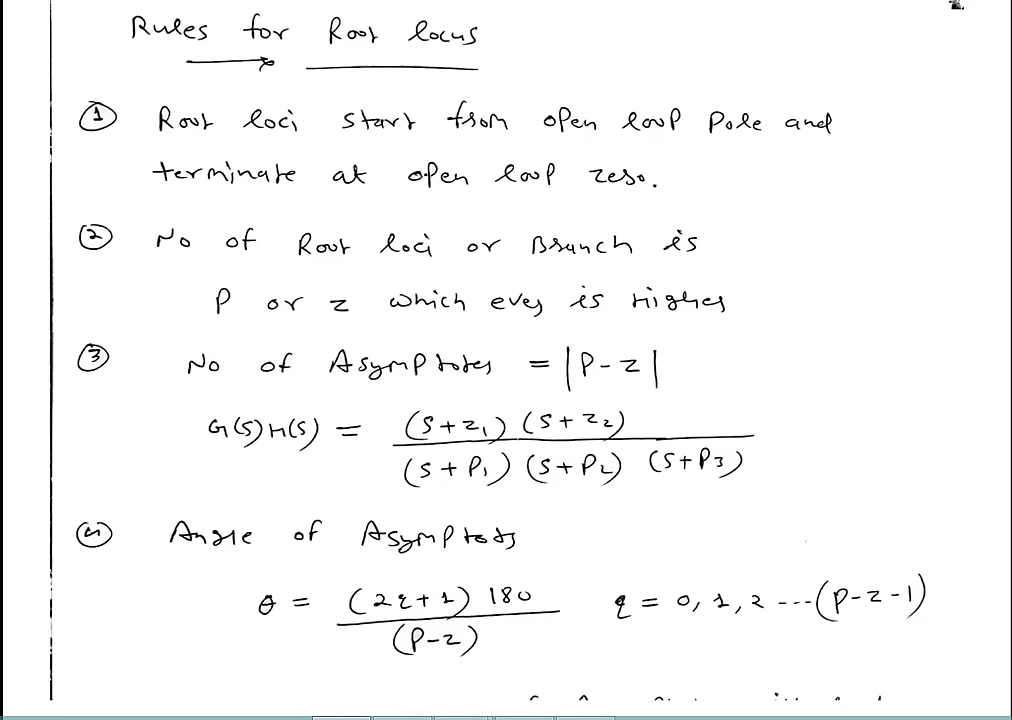 Rules for Root locus
① Root loci start from open loop Pole and
terminate at open loop zero.
② No of Root loci or Branch is
P or z which ever is Higher
③ No of Asymptotes = |P-z|
G(s)H(s) = (s+z₁)(s+z₂) / (s+P₁)(s+P₂)(s+P₃)
④ Angle of Asymptots
θ = (2q+1)180 / (P-z) q = 0, 1, 2 ---(P-z-1)